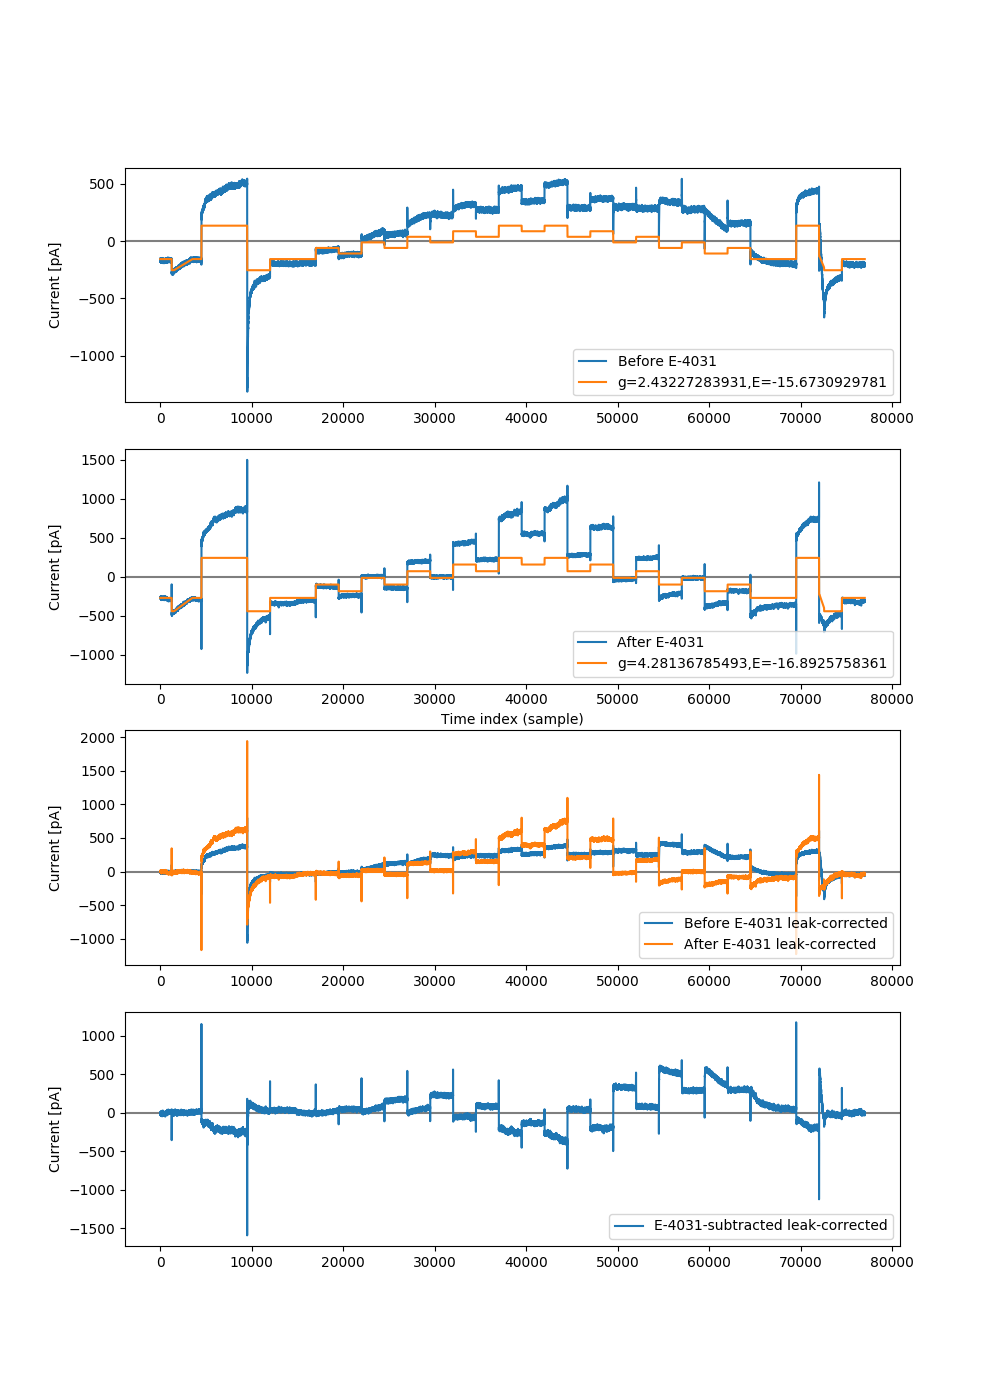 500
0
−500
−1000
Current [pA]
Before E-4031
g=2.43227283931,E=-15.6730929781
0 10000 20000 30000 40000 50000 60000 70000 80000
1500
1000
500
0
−500
−1000
Current [pA]
After E-4031
g=4.28136785493,E=-16.8925758361
0 10000 20000 30000 40000 50000 60000 70000 80000
Time index (sample)
2000
1500
1000
500
0
−500
−1000
Current [pA]
Before E-4031 leak-corrected
After E-4031 leak-corrected
0 10000 20000 30000 40000 50000 60000 70000 80000
1000
500
0
−500
−1000
−1500
Current [pA]
E-4031-subtracted leak-corrected
0 10000 20000 30000 40000 50000 60000 70000 80000